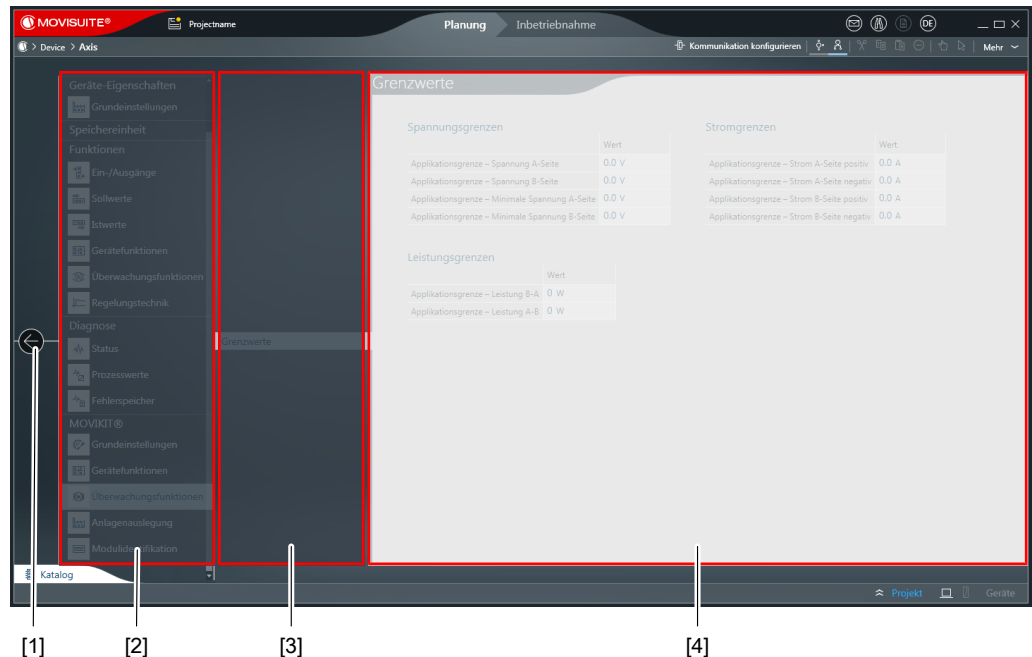 MOVISUITE®
Projectname
Planung
Inbetriebnahme
DE
> Device > Axis
Kommunikation konfigurieren
Mehr
Geräte-Eigenschaften
Grundeinstellungen
Speichereinheit
Funktionen
Ein-/Ausgänge
Sollwerte
Istwerte
Gerätefunktionen
Überwachungsfunktionen
Regelungstechnik
Diagnose
Status
Prozesswerte
Fehlerspeicher
MOVIKIT®
Grundeinstellungen
Gerätefunktionen
Überwachungsfunktionen
Anlagenauslegung
Modulidentifikation
Katalog
Grenzwerte
Grenzwerte
Spannungsgrenzen
Wert
Applikationsgrenze – Spannung A-Seite 0.0 V
Applikationsgrenze – Spannung B-Seite 0.0 V
Applikationsgrenze – Minimale Spannung A-Seite 0.0 V
Applikationsgrenze – Minimale Spannung B-Seite 0.0 V
Stromgrenzen
Wert
Applikationsgrenze – Strom A-Seite positiv 0.0 A
Applikationsgrenze – Strom A-Seite negativ 0.0 A
Applikationsgrenze – Strom B-Seite positiv 0.0 A
Applikationsgrenze – Strom B-Seite negativ 0.0 A
Leistungsgrenzen
Wert
Applikationsgrenze – Leistung B-A 0 W
Applikationsgrenze – Leistung A-B 0 W
Projekt
Geräte
[1]
[2]
[3]
[4]